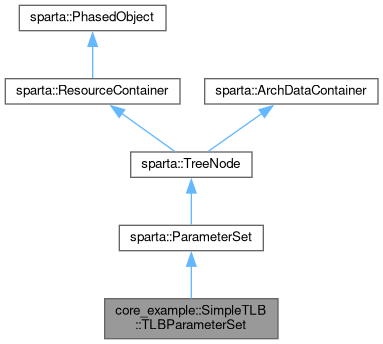 sparta::PhasedObject
sparta::ResourceContainer
sparta::ArchDataContainer
sparta::TreeNode
sparta::ParameterSet
core_example::SimpleTLB
::TLBParameterSet